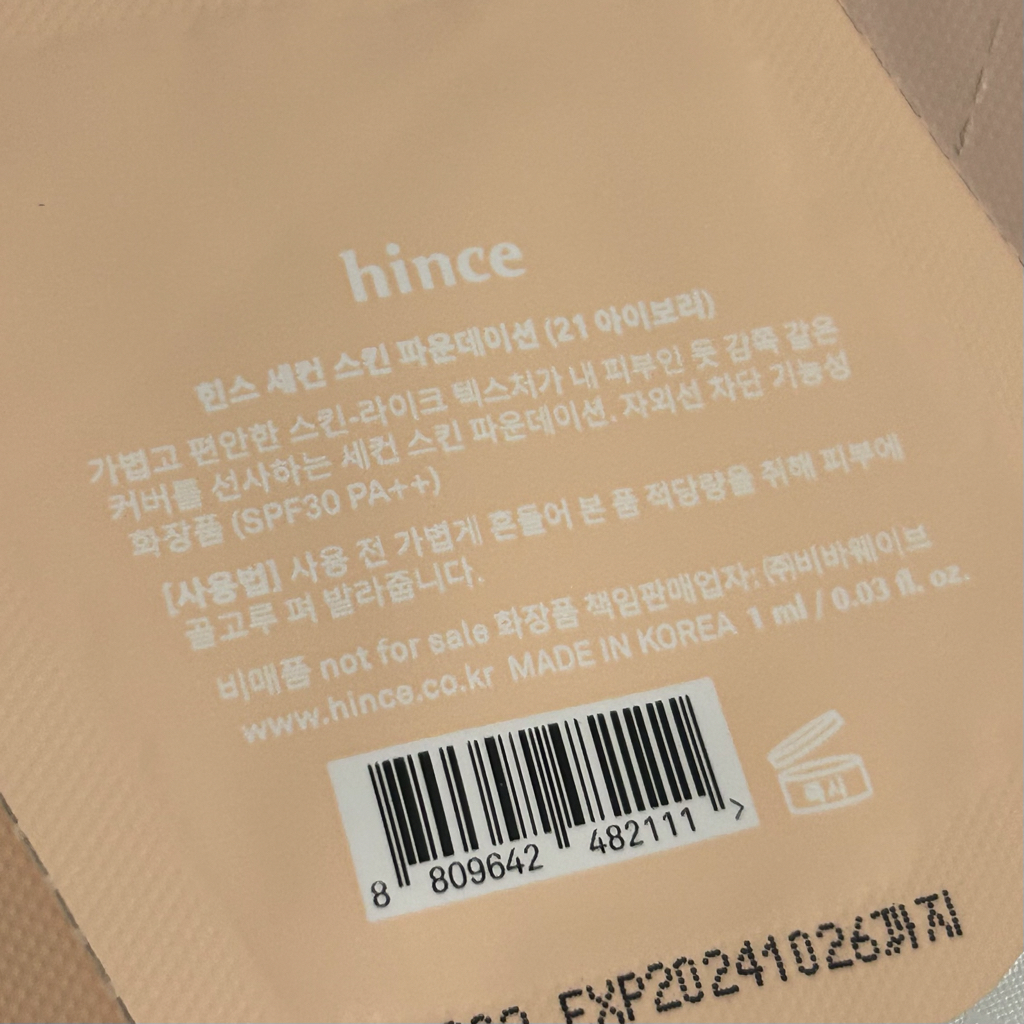 hince
힌스 세컨 스킨 파운데이션 (21 아이보리)
가볍고 편안한 스킨-라이크 텍스처가 내 피부인 듯 감쪽 같은
커버를 선사하는 세컨 스킨 파운데이션. 자외선 차단 기능성
화장품 (SPF30 PA++)
[사용법] 사용 전 가볍게 흔들어 본 품 적당량을 취해 피부에
골고루 펴 발라줍니다.
비매품 not for sale 화장품 책임판매업자: ㈜비바웨이브
www.hince.co.kr MADE IN KOREA 1 ml / 0.03 fl. oz.
8 809642 482111 >
즉시
EXP20241026까지